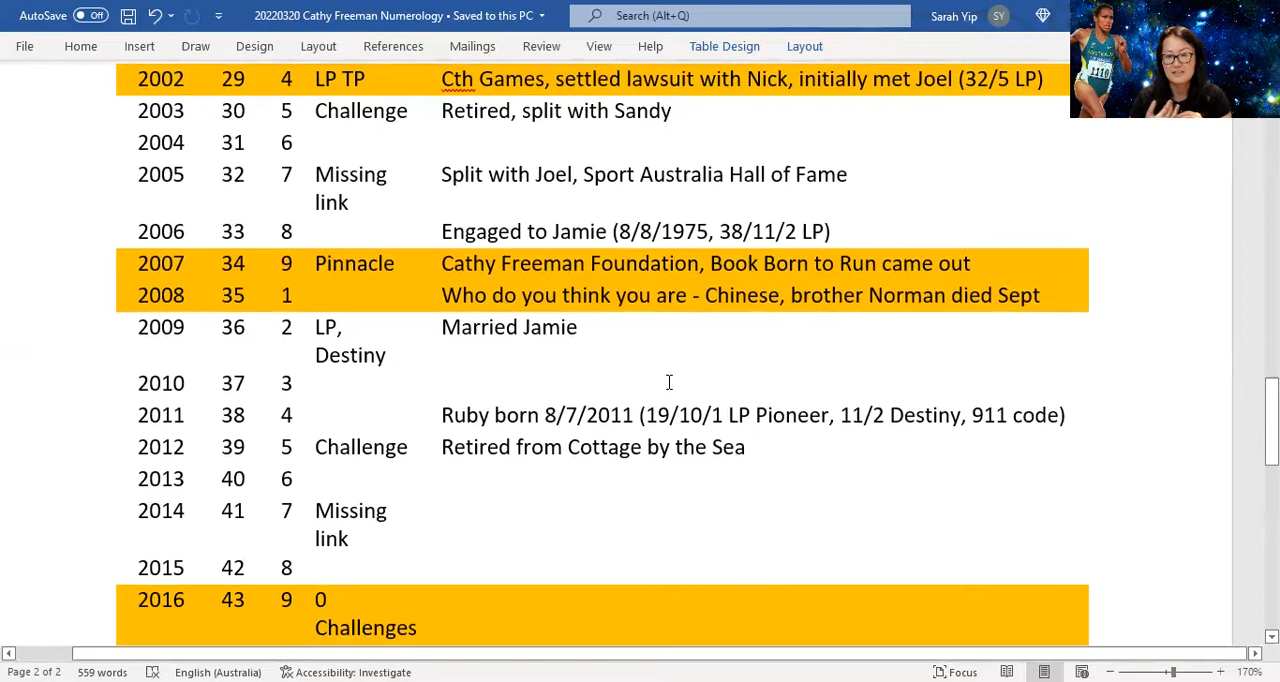 AutoSave Off 20220320 Cathy Freeman Numerology • Saved to this PC Search (Alt+Q) Sarah Yip SY
File Home Insert Draw Design Layout References Mailings Review View Help Table Design Layout
2002 29 4 LP TP Cth Games, settled lawsuit with Nick, initially met Joel (32/5 LP)
2003 30 5 Challenge Retired, split with Sandy
2004 31 6
2005 32 7 Missing Split with Joel, Sport Australia Hall of Fame
link
2006 33 8 Engaged to Jamie (8/8/1975, 38/11/2 LP)
2007 34 9 Pinnacle Cathy Freeman Foundation, Book Born to Run came out
2008 35 1 Who do you think you are - Chinese, brother Norman died Sept
2009 36 2 LP, Married Jamie
Destiny
2010 37 3
2011 38 4 Ruby born 8/7/2011 (19/10/1 LP Pioneer, 11/2 Destiny, 911 code)
2012 39 5 Challenge Retired from Cottage by the Sea
2013 40 6
2014 41 7 Missing
link
2015 42 8
2016 43 9 0
Challenges
Page 2 of 2 559 words English (Australia) Accessibility: Investigate Focus 170%